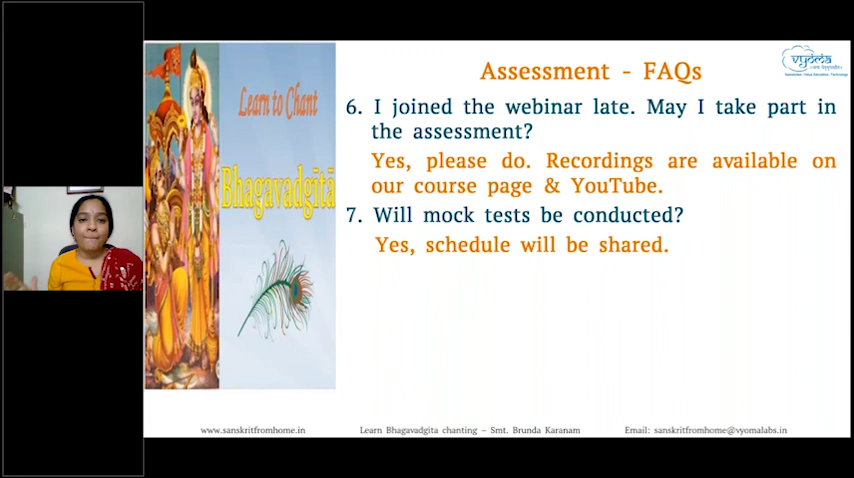 Learn to Chant
Bhagavadgītā
vyoma
Assessment - FAQs
6. I joined the webinar late. May I take part in
the assessment?
Yes, please do. Recordings are available on
our course page & YouTube.
7. Will mock tests be conducted?
Yes, schedule will be shared.
www.sanskritfromhome.in
Learn Bhagavadgita chanting – Smt. Brunda Karanam
Email: sanskritfromhome@vyomalabs.in